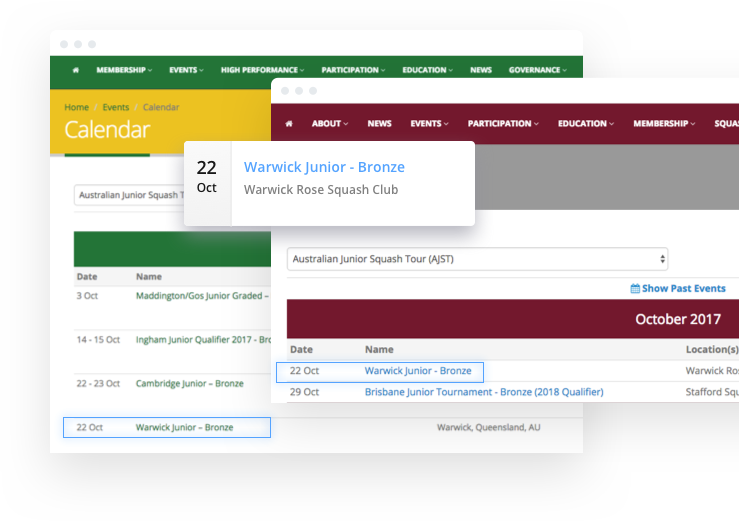 MEMBERSHIP EVENTS HIGH PERFORMANCE PARTICIPATION EDUCATION NEWS GOVERNANCE
Home / Events / Calendar
Calendar
Australian Junior Squash T
Date Name
3 Oct Maddington/Gos Junior Graded –
14 - 15 Oct Ingham Junior Qualifier 2017 - Bro
22 - 23 Oct Cambridge Junior – Bronze
22 Oct Warwick Junior – Bronze Warwick, Queensland, AU
22
Oct
Warwick Junior - Bronze
Warwick Rose Squash Club
ABOUT NEWS EVENTS PARTICIPATION EDUCATION MEMBERSHIP SQUAS
Australian Junior Squash Tour (AJST)
Show Past Events
October 2017
Date Name Location(s)
22 Oct Warwick Junior - Bronze Warwick Ros
29 Oct Brisbane Junior Tournament - Bronze (2018 Qualifier) Stafford Squ